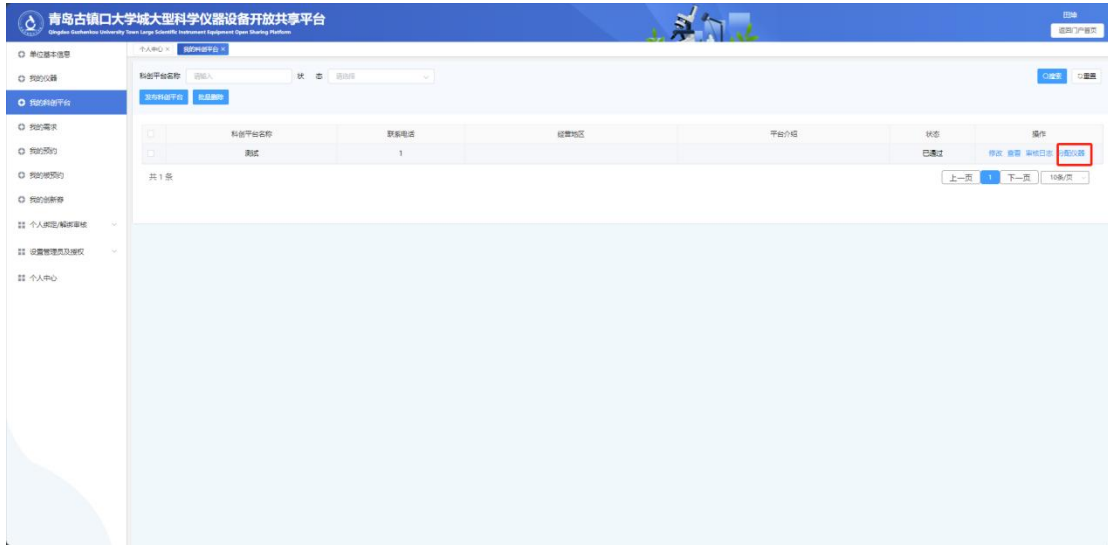 青岛古镇口大学城大型科学仪器设备开放共享平台
Qingdao Guzhenkou University Town Large Scientific Instrument Equipment Open Sharing Platform
返回门户首页
单位基本信息
个人中心 × 我的科创平台 ×
我的仪器
科创平台名称 请输入 状 态 请选择 搜索 重置
我的科创平台
发布科创平台 批量删除
我的需求
科创平台名称 联系电话 经营地区 平台介绍 状态 操作
我的预约
测试 1 已通过 修改 查看 审核日志 分配仪器
我的被预约
共 1 条 上一页 1 下一页 10条/页
我的创新券
个人绑定/解绑审核
设置管理员及授权
个人中心